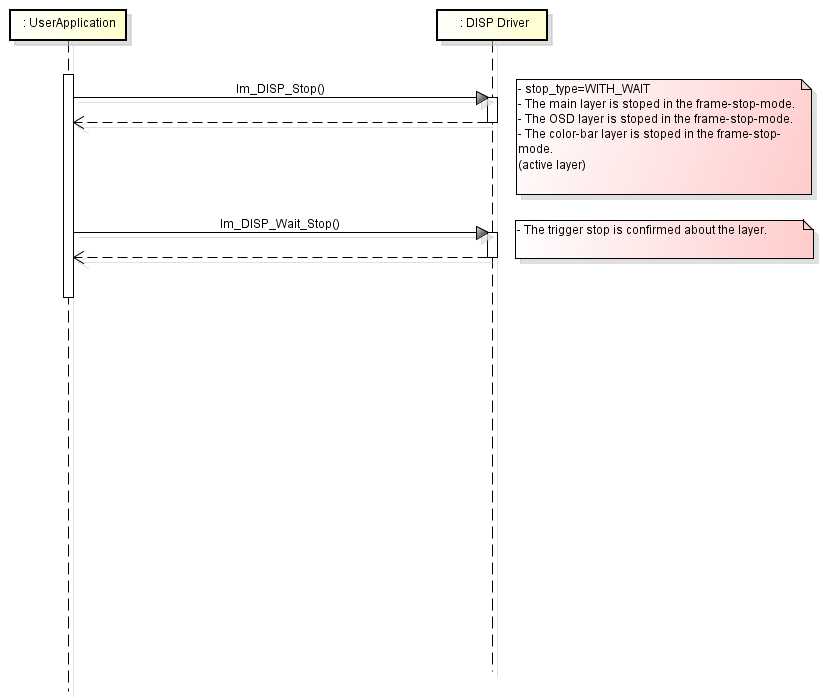 : UserApplication
: DISP Driver
Im_DISP_Stop()
- stop_type=WITH_WAIT
- The main layer is stoped in the frame-stop-mode.
- The OSD layer is stoped in the frame-stop-mode.
- The color-bar layer is stoped in the frame-stop-
mode.
(active layer)
Im_DISP_Wait_Stop()
- The trigger stop is confirmed about the layer.